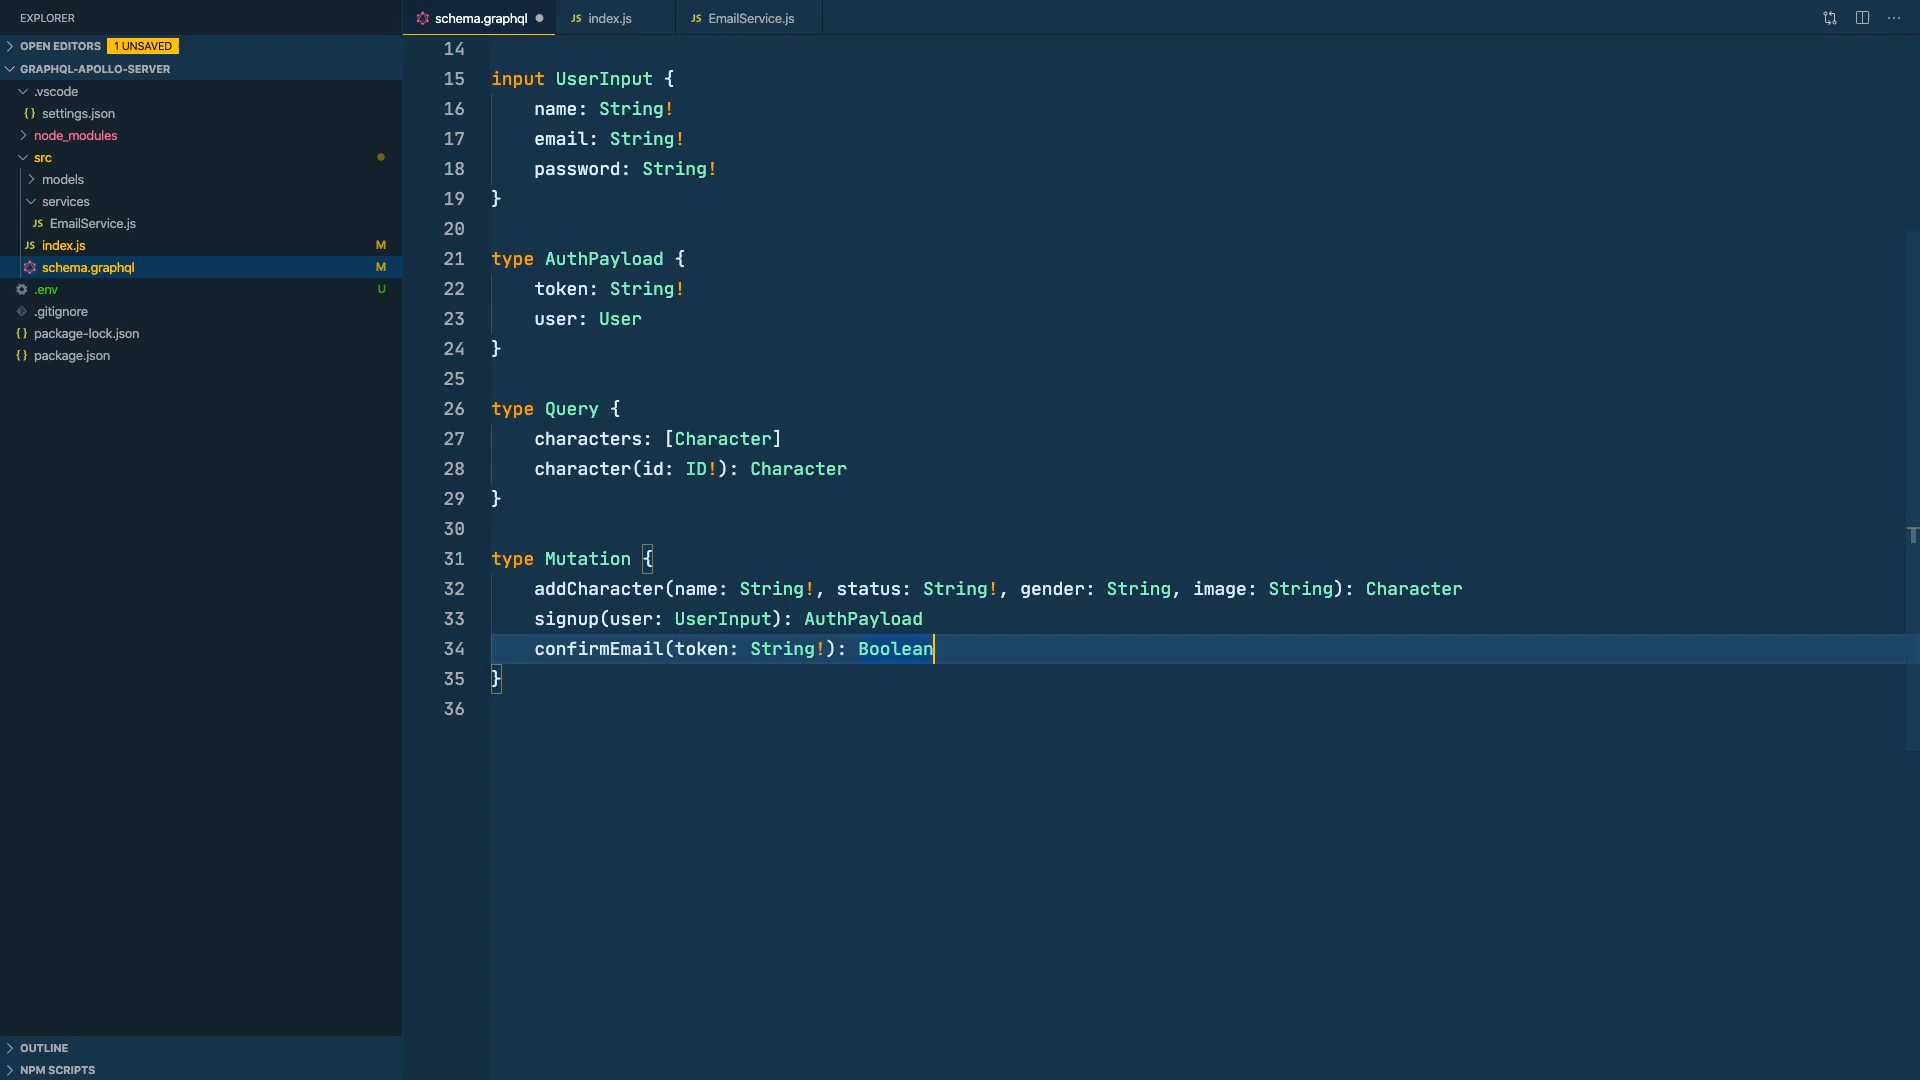 EXPLORER
OPEN EDITORS 1 UNSAVED
GRAPHQL-APOLLO-SERVER
.vscode
{} settings.json
node_modules
src
models
services
JS EmailService.js
JS index.js M
schema.graphql M
.env U
.gitignore
{} package-lock.json
{} package.json
OUTLINE
NPM SCRIPTS
schema.graphql
JS index.js
JS EmailService.js
14
15 input UserInput {
16 name: String!
17 email: String!
18 password: String!
19 }
20
21 type AuthPayload {
22 token: String!
23 user: User
24 }
25
26 type Query {
27 characters: [Character]
28 character(id: ID!): Character
29 }
30
31 type Mutation {
32 addCharacter(name: String!, status: String!, gender: String, image: String): Character
33 signup(user: UserInput): AuthPayload
34 confirmEmail(token: String!): Boolean
35 }
36